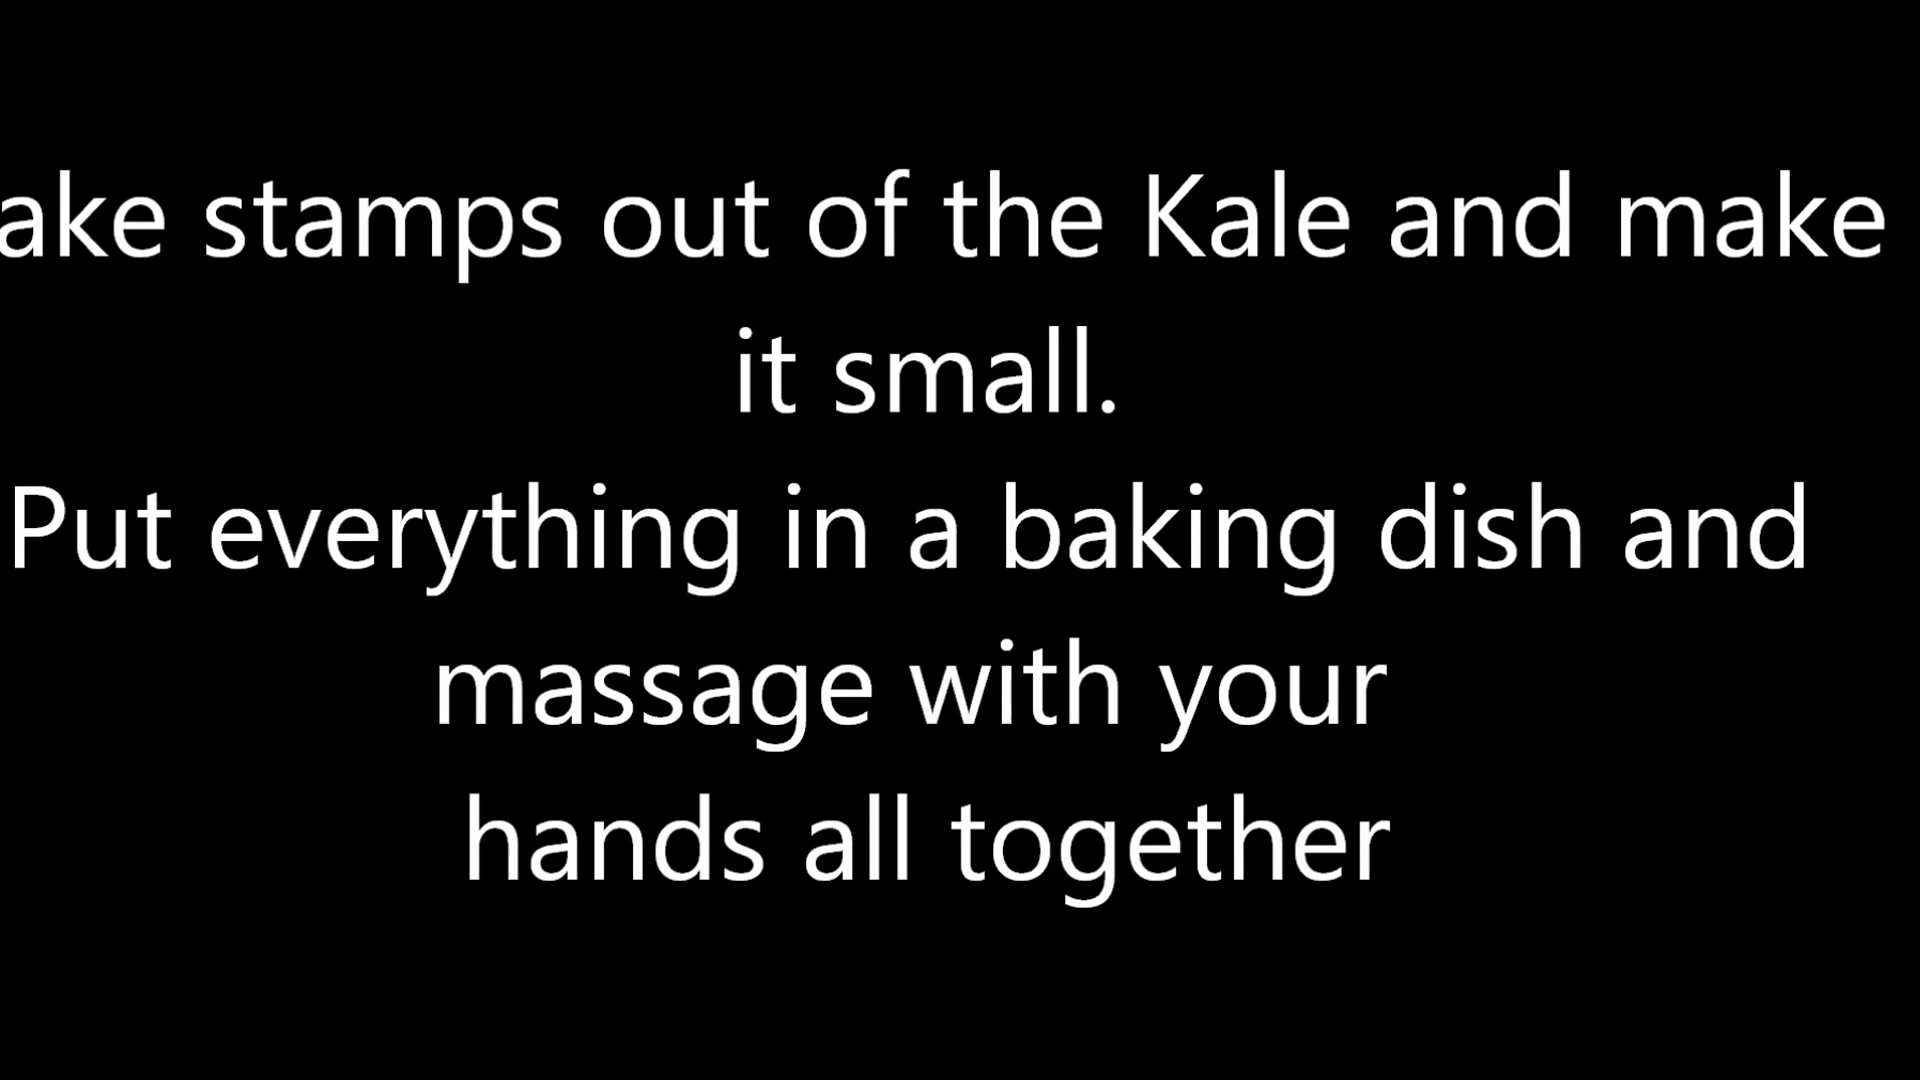 ake stamps out of the Kale and make
it small.
Put everything in a baking dish and
massage with your
hands all together